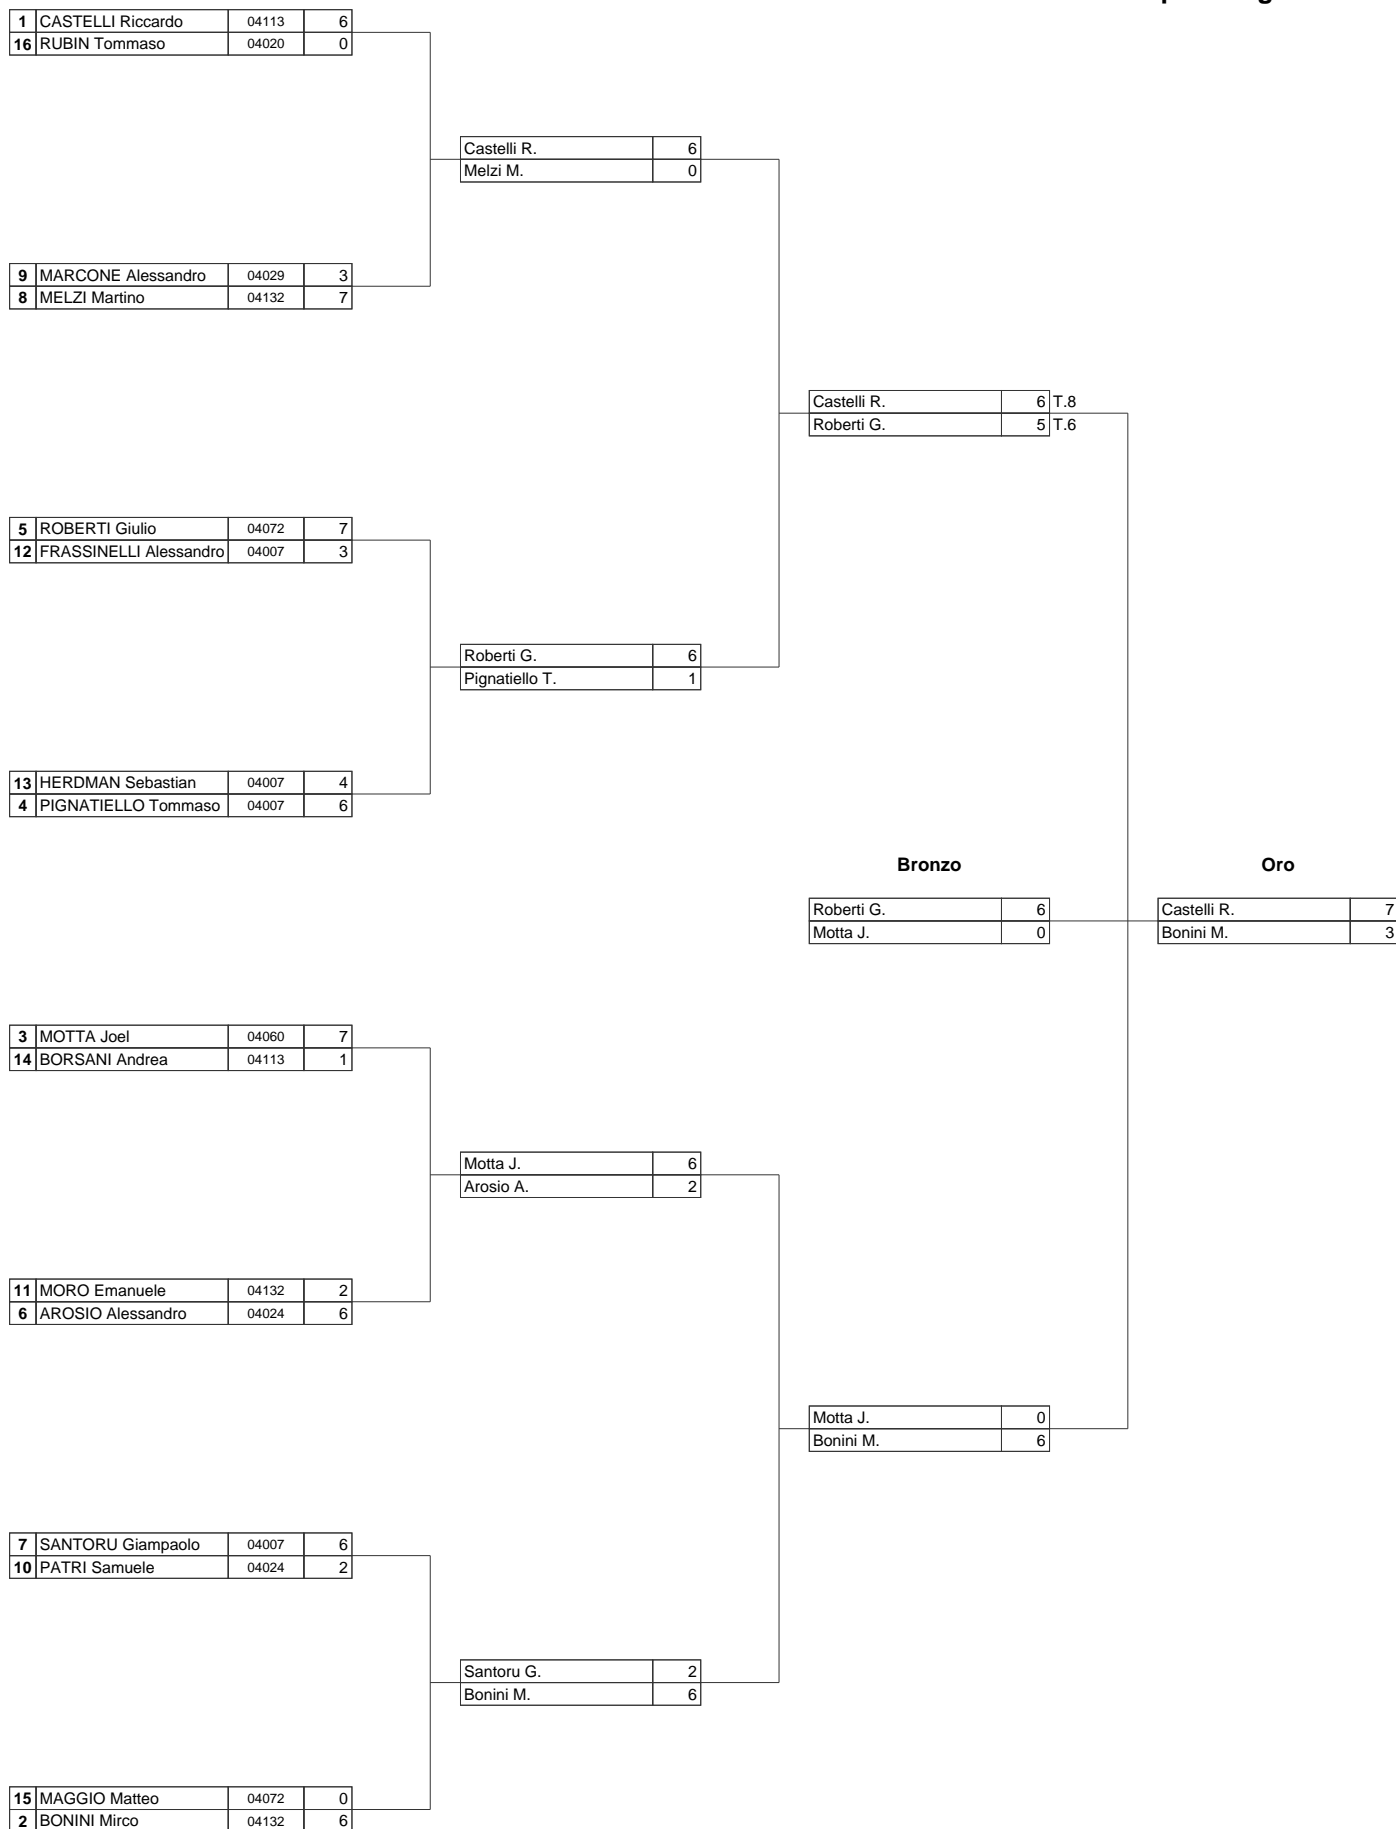 1 CASTELLI Riccardo 04113 6
16 RUBIN Tommaso 04020 0
Castelli R. 6
Melzi M. 0
9 MARCONE Alessandro 04029 3
8 MELZI Martino 04132 7
Castelli R. 6 T.8
Roberti G. 5 T.6
5 ROBERTI Giulio 04072 7
12 FRASSINELLI Alessandro 04007 3
Roberti G. 6
Pignatiello T. 1
13 HERDMAN Sebastian 04007 4
4 PIGNATIELLO Tommaso 04007 6
Bronzo Oro
Roberti G. 6 Castelli R. 7
Motta J. 0 Bonini M. 3
3 MOTTA Joel 04060 7
14 BORSANI Andrea 04113 1
Motta J. 6
Arosio A. 2
11 MORO Emanuele 04132 2
6 AROSIO Alessandro 04024 6
Motta J. 0
Bonini M. 6
7 SANTORU Giampaolo 04007 6
10 PATRI Samuele 04024 2
Santoru G. 2
Bonini M. 6
15 MAGGIO Matteo 04072 0
2 BONINI Mirco 04132 6